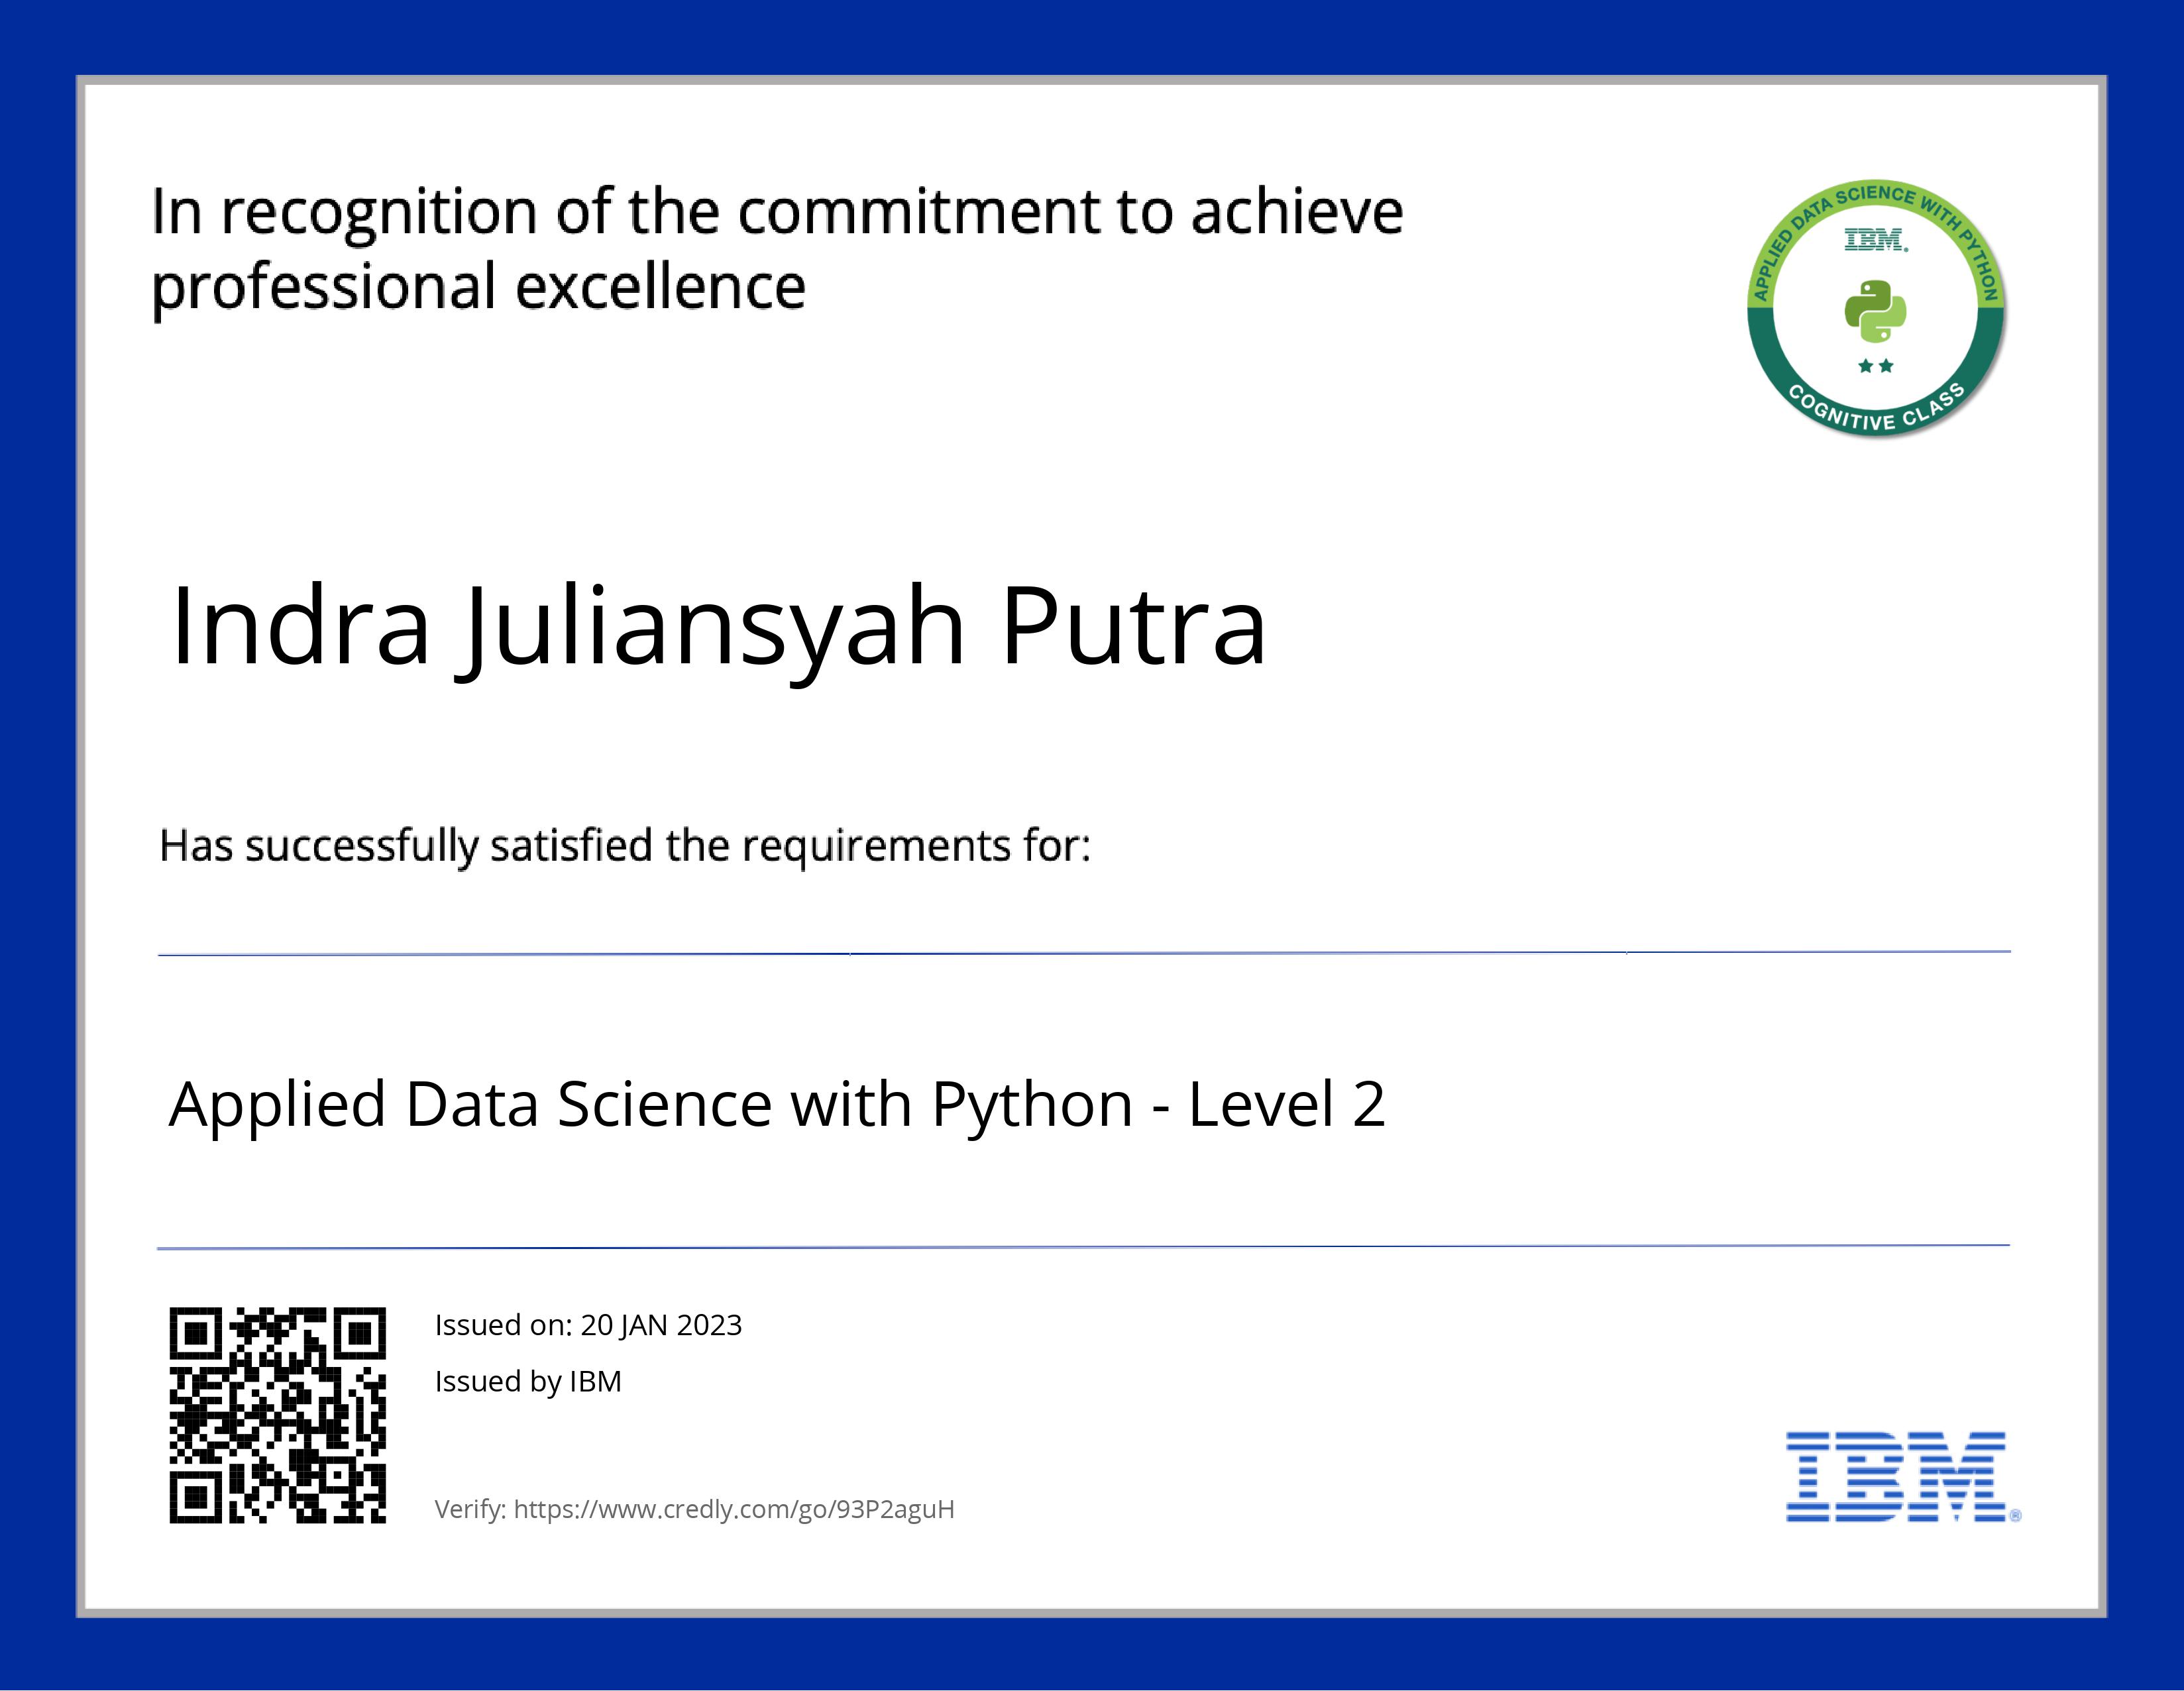 In recognition of the commitment to achieve
professional excellence
APPLIED DATA SCIENCE WITH PYTHON
IBM.
COGNITIVE CLASS
Indra Juliansyah Putra
Has successfully satisfied the requirements for:
Applied Data Science with Python - Level 2
Issued on: 20 JAN 2023
Issued by IBM
Verify: https://www.credly.com/go/93P2aguH
IBM®